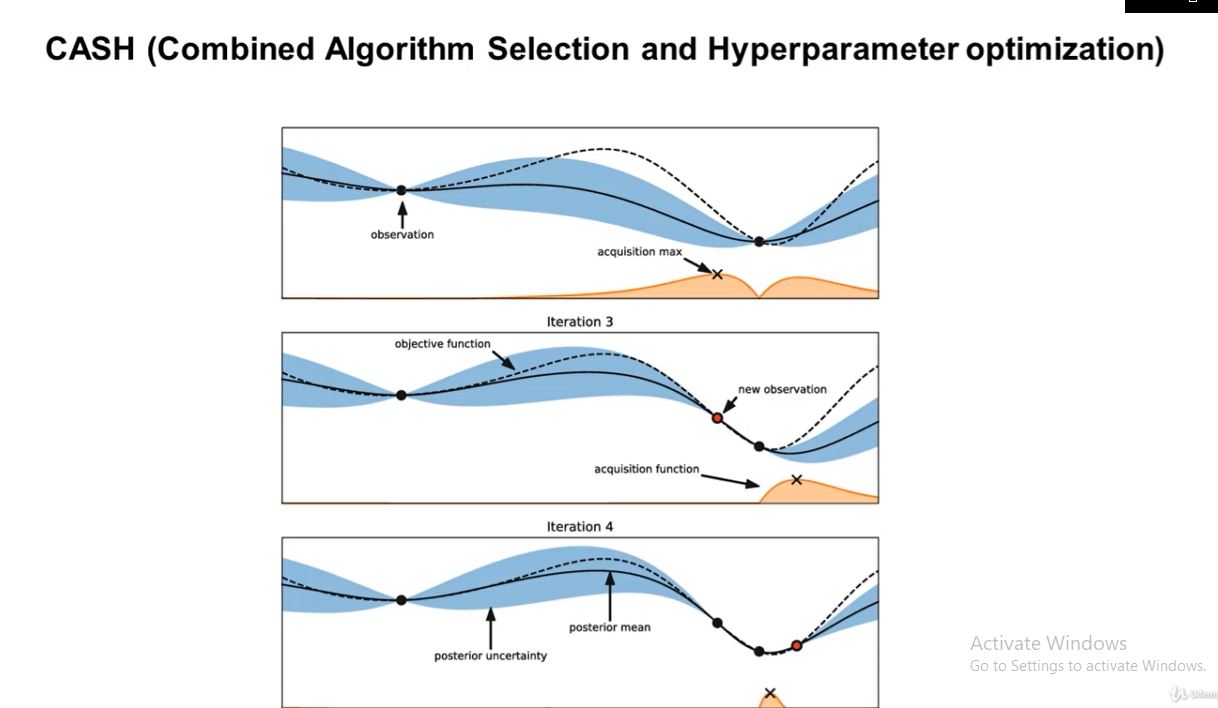 CASH (Combined Algorithm Selection and Hyperparameter optimization)
observation
acquisition max
Iteration 3
objective function
new observation
acquisition function
Iteration 4
posterior mean
posterior uncertainty
Activate Windows
Go to Settings to activate Windows.
Udemy